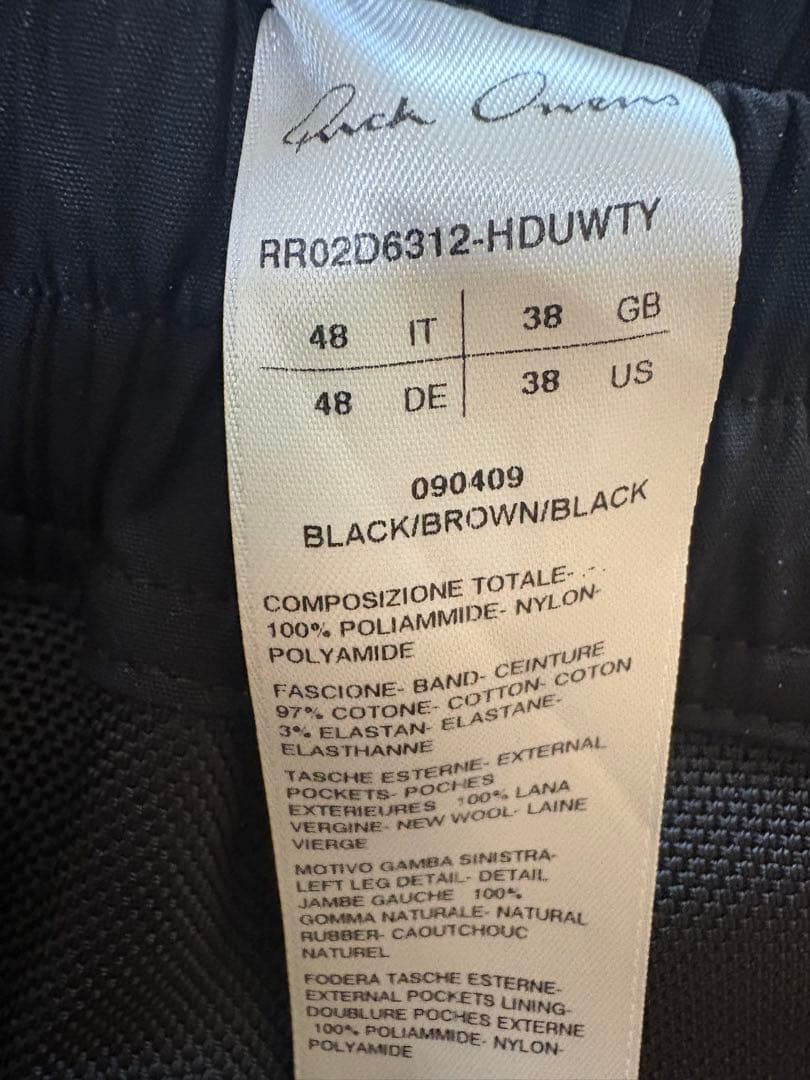 Rick Owens
RR02D6312-HDUWTY
48 IT 38 GB
48 DE 38 US
090409
BLACK/BROWN/BLACK
COMPOSIZIONE TOTALE-
100% POLIAMMIDE- NYLON-
POLYAMIDE
FASCIONE- BAND- CEINTURE
97% COTONE- COTTON- COTON
3% ELASTAN- ELASTANE-
ELASTHANNE
TASCHE ESTERNE- EXTERNAL
POCKETS- POCHES
EXTERIEURES 100% LANA
VERGINE- NEW WOOL- LAINE
VIERGE
MOTIVO GAMBA SINISTRA-
LEFT LEG DETAIL- DETAIL
JAMBE GAUCHE 100%
GOMMA NATURALE- NATURAL
RUBBER- CAOUTCHOUC
NATUREL
FODERA TASCHE ESTERNE-
EXTERNAL POCKETS LINING-
DOUBLURE POCHES EXTERNE
100% POLIAMMIDE- NYLON-
POLYAMIDE